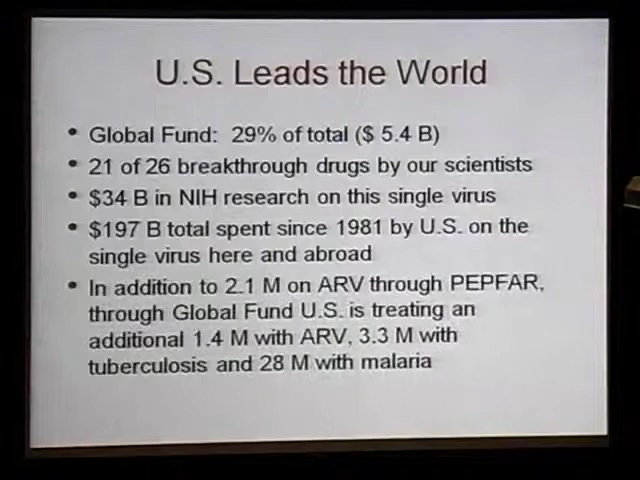 U.S. Leads the World
• Global Fund: 29% of total ($ 5.4 B)
• 21 of 26 breakthrough drugs by our scientists
• $34 B in NIH research on this single virus
• $197 B total spent since 1981 by U.S. on the
single virus here and abroad
• In addition to 2.1 M on ARV through PEPFAR,
through Global Fund U.S. is treating an
additional 1.4 M with ARV, 3.3 M with
tuberculosis and 28 M with malaria